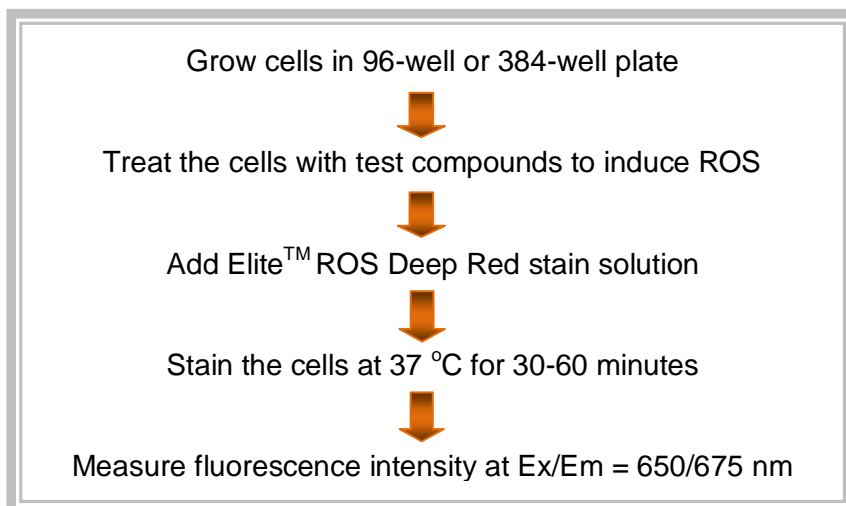 Grow cells in 96-well or 384-well plate
Treat the cells with test compounds to induce ROS
Add Elite™ ROS Deep Red stain solution
Stain the cells at 37 °C for 30-60 minutes
Measure fluorescence intensity at Ex/Em = 650/675 nm